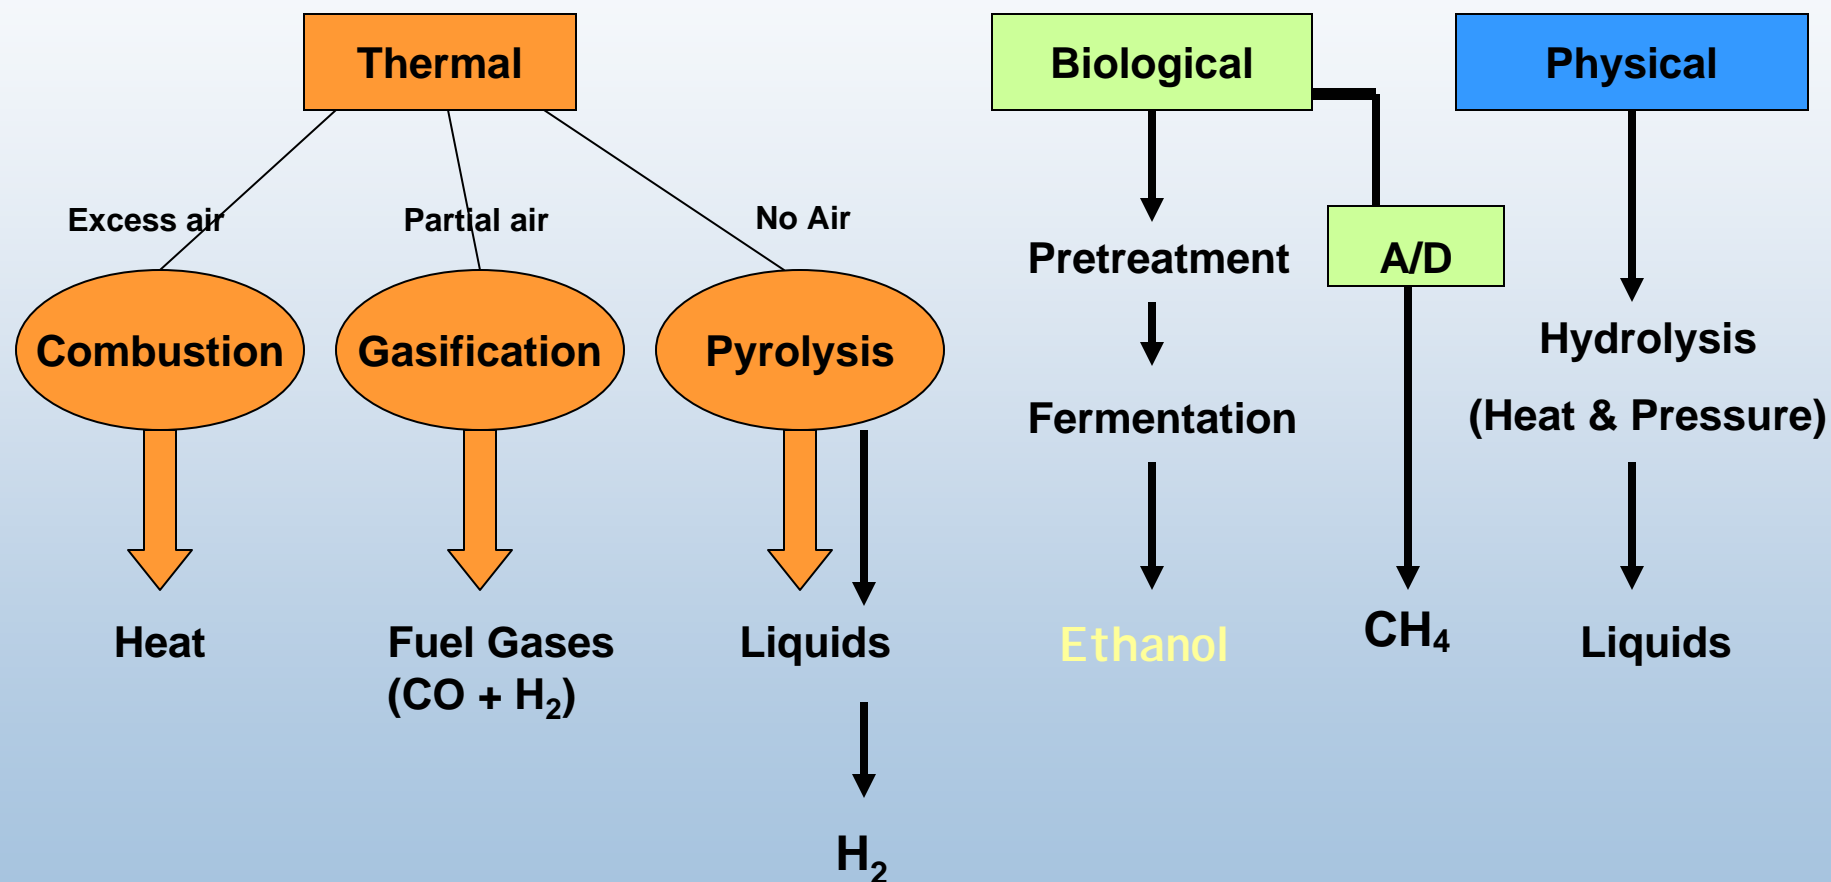 Thermal
Biological
Physical
Excess air
Partial air
No Air
Pretreatment
A/D
Combustion
Gasification
Pyrolysis
Hydrolysis
(Heat & Pressure)
Fermentation
Heat
Fuel Gases
(CO + H₂)
Liquids
Ethanol
CH₄
Liquids
H₂